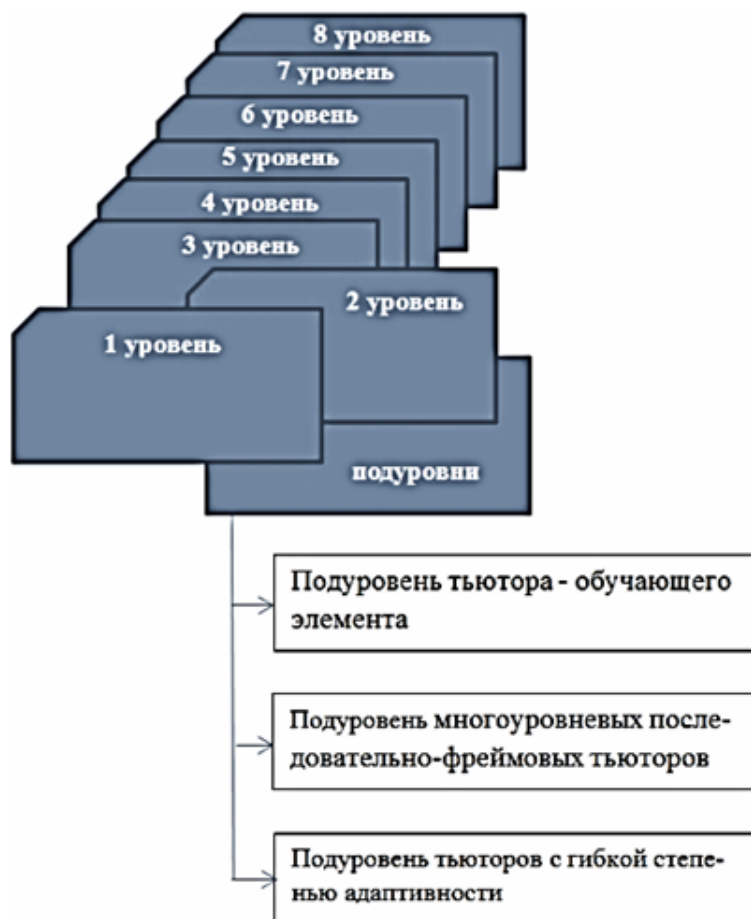 8 уровень
7 уровень
6 уровень
5 уровень
4 уровень
3 уровень
2 уровень
1 уровень
подуровни
Подуровень тьютора - обучающего
элемента
Подуровень многоуровневых после-
довательно-фреймовых тьюторов
Подуровень тьюторов с гибкой степе-
нью адаптивности